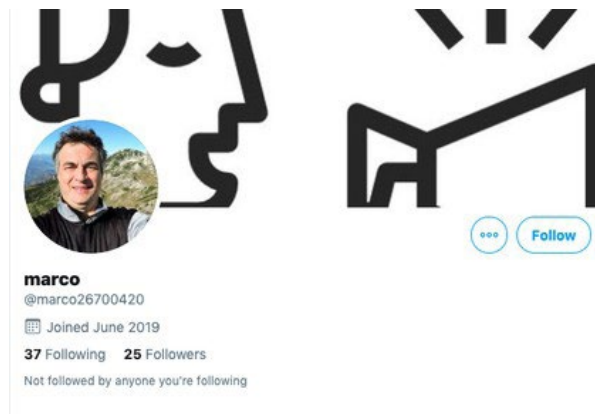 Follow
marco
@marco26700420
Joined June 2019
37 Following 25 Followers
Not followed by anyone you're following